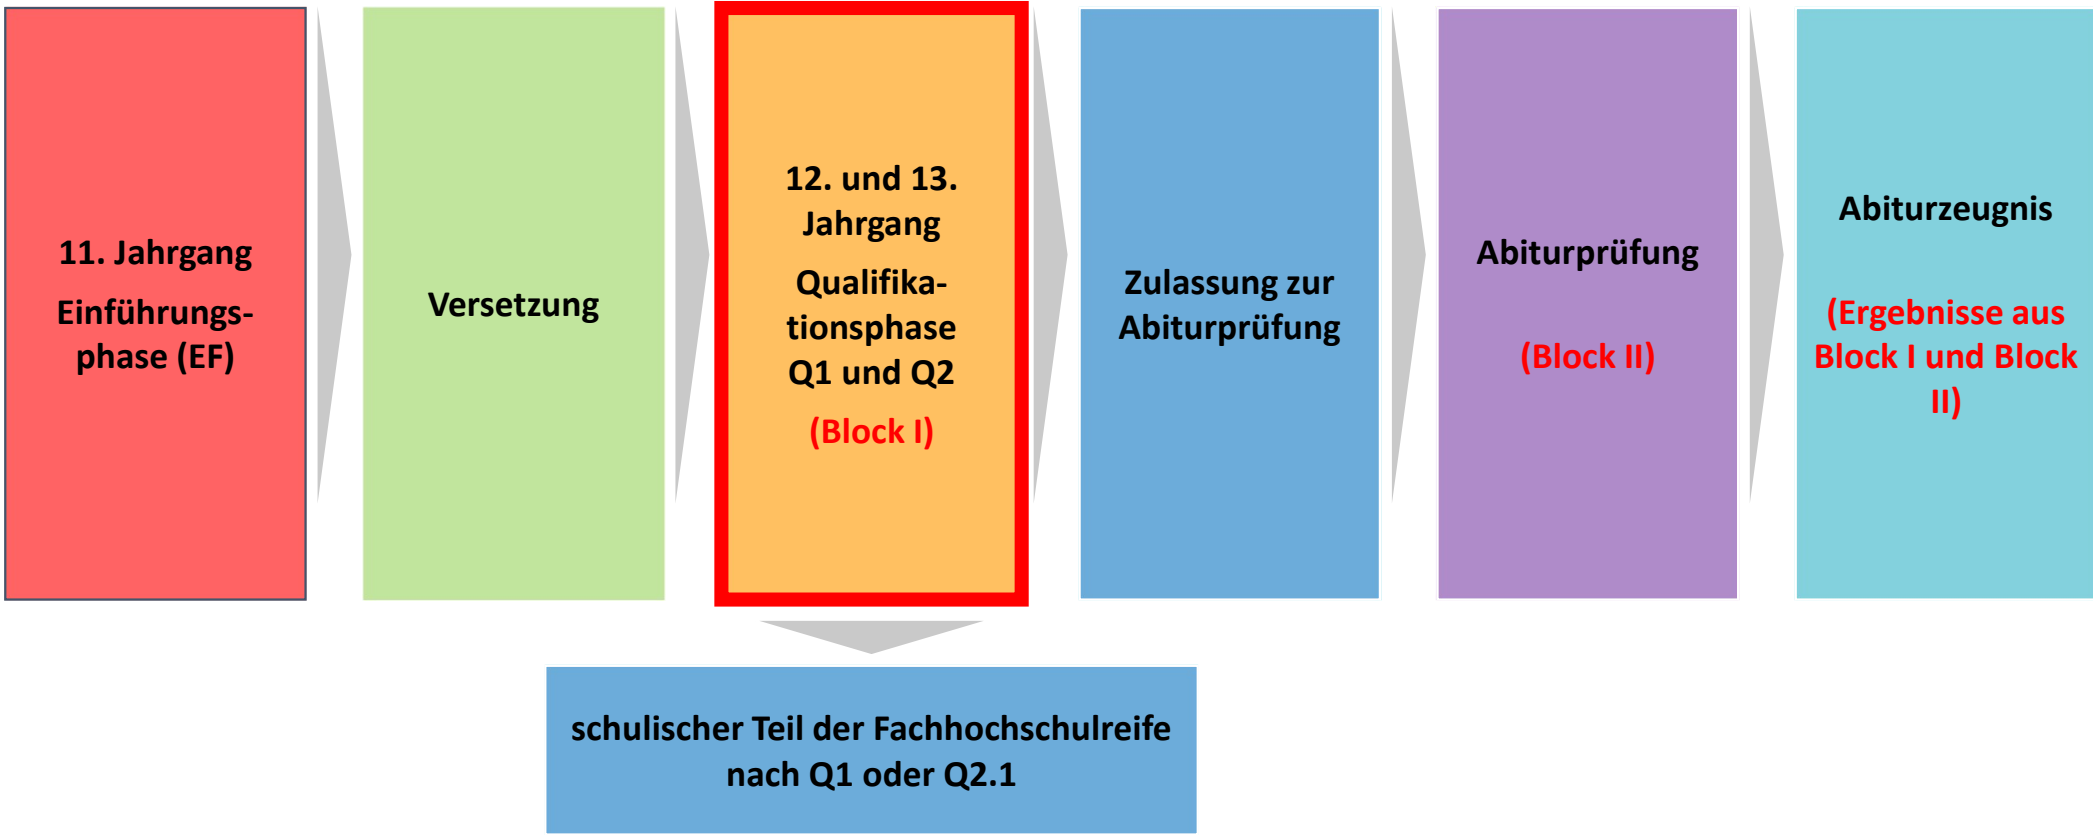 11. Jahrgang
Einführungs-
phase (EF)
Versetzung
12. und 13.
Jahrgang
Qualifika-
tionsphase
Q1 und Q2
(Block I)
Zulassung zur
Abiturprüfung
Abiturprüfung
(Block II)
Abiturzeugnis
(Ergebnisse aus
Block I und Block
II)
schulischer Teil der Fachhochschulreife
nach Q1 oder Q2.1